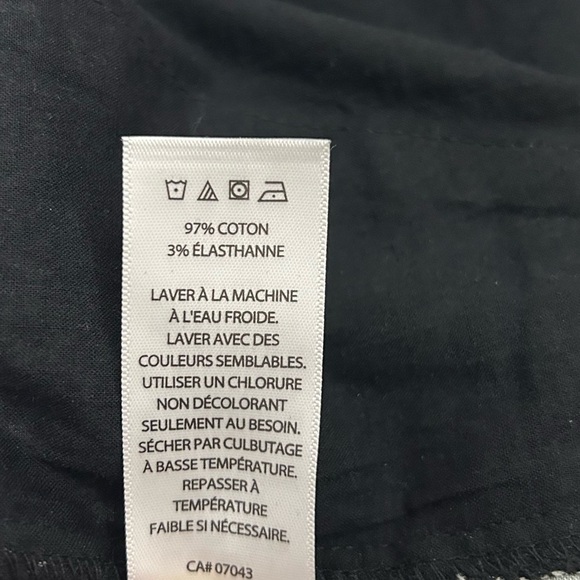 97% COTON
3% ÉLASTHANNE
LAVER À LA MACHINE
À L'EAU FROIDE.
LAVER AVEC DES
COULEURS SEMBLABLES.
UTILISER UN CHLORURE
NON DÉCOLORANT
SEULEMENT AU BESOIN.
SÉCHER PAR CULBUTAGE
À BASSE TEMPÉRATURE.
REPASSER À
TEMPÉRATURE
FAIBLE SI NÉCESSAIRE.
CA# 07043